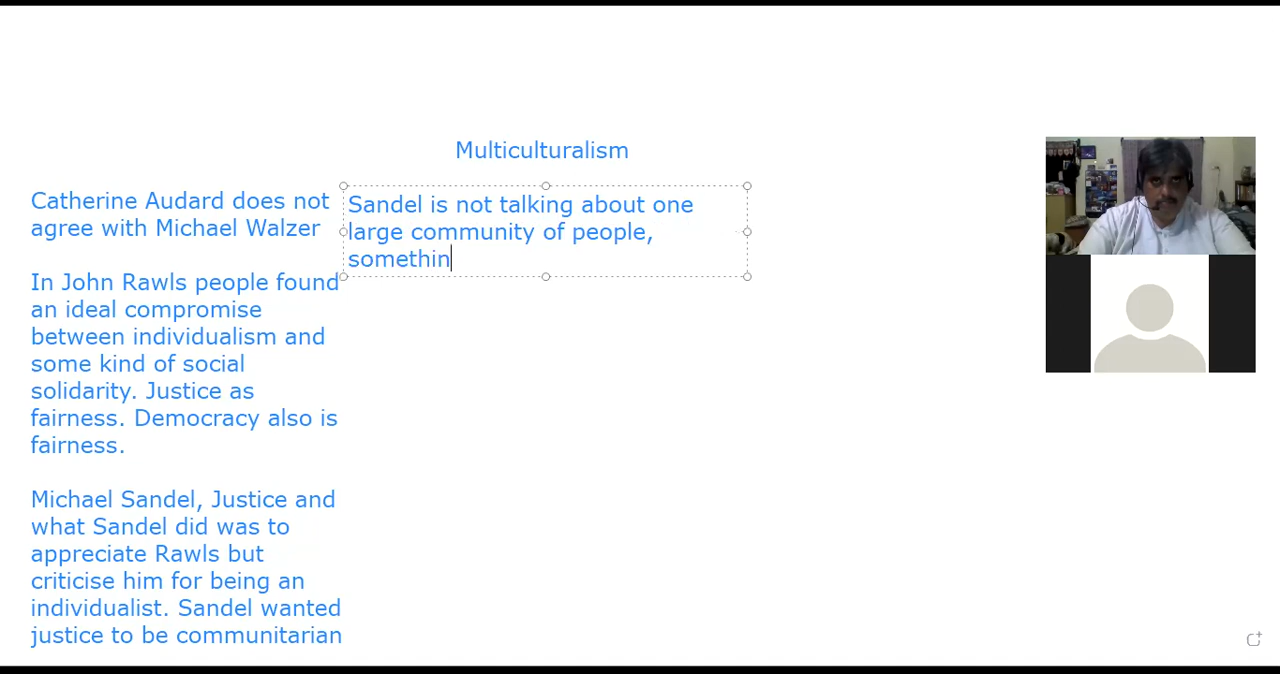 Multiculturalism
Catherine Audard does not
agree with Michael Walzer
In John Rawls people found
an ideal compromise
between individualism and
some kind of social
solidarity. Justice as
fairness. Democracy also is
fairness.
Michael Sandel, Justice and
what Sandel did was to
appreciate Rawls but
criticise him for being an
individualist. Sandel wanted
justice to be communitarian
Sandel is not talking about one
large community of people,
somethin